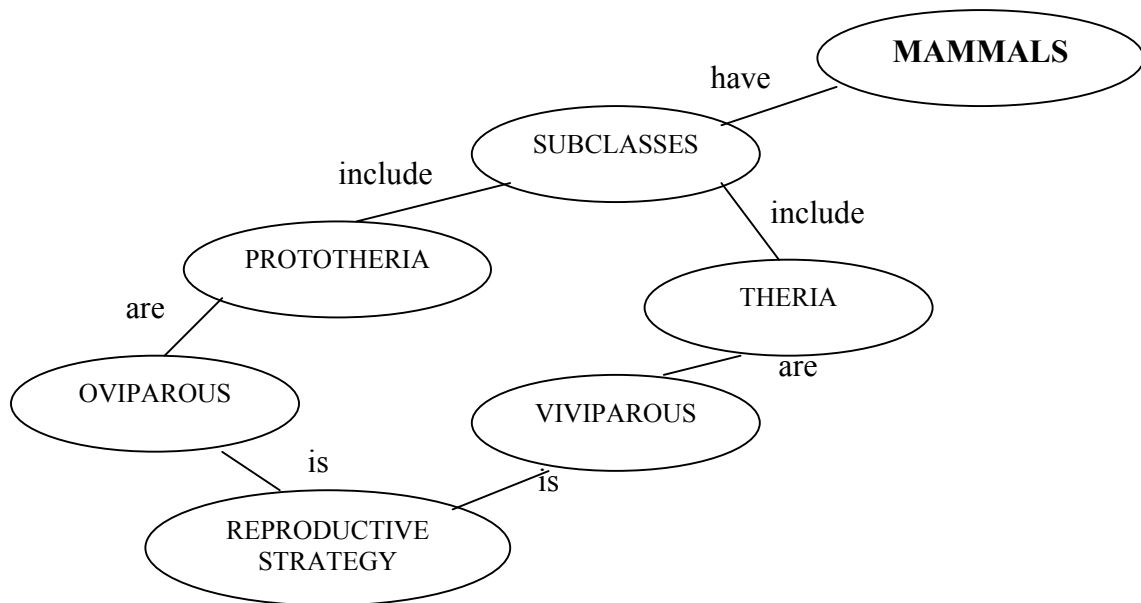 MAMMALS
have
SUBCLASSES
include
include
PROTOTHERIA
THERIA
are
are
OVIPAROUS
VIVIPAROUS
is
is
REPRODUCTIVE
STRATEGY